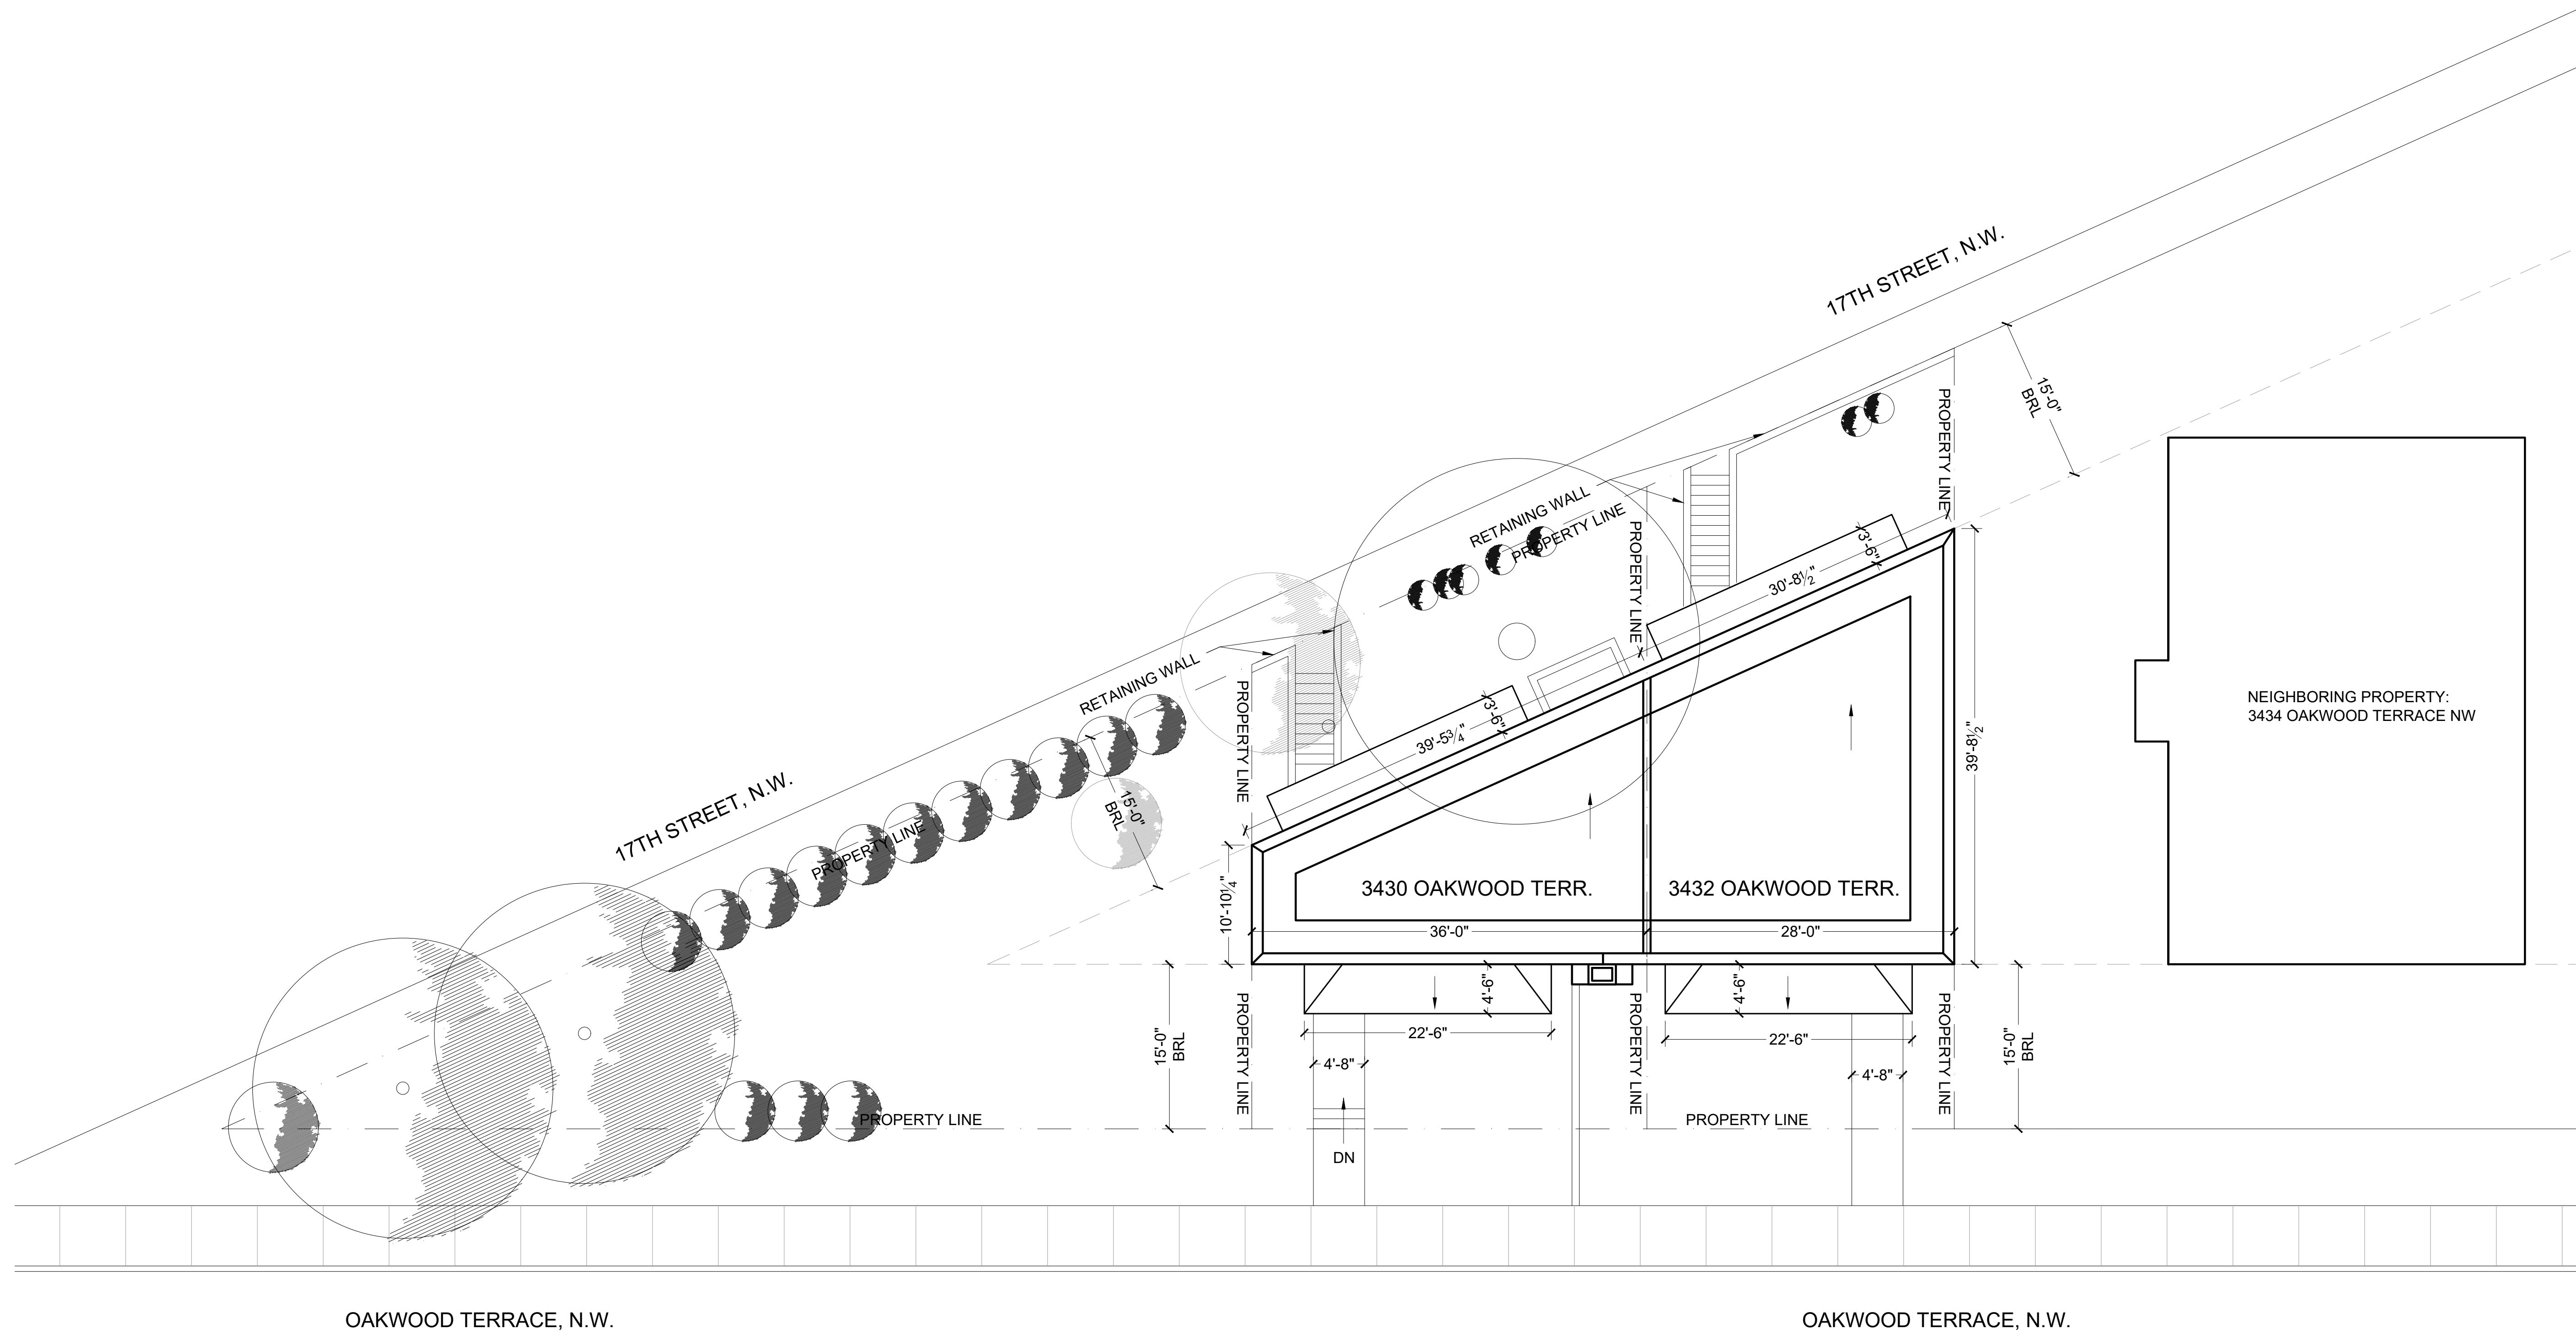 17TH STREET, N.W.
15'-0"
BRL
PROPERTY LINE
RETAINING WALL
PROPERTY LINE
PROPERTY LINE
3'-6"
30'-8½"
RETAINING WALL
PROPERTY LINE
3'-6"
39'-5¾"
39'-8½"
NEIGHBORING PROPERTY:
3434 OAKWOOD TERRACE NW
17TH STREET, N.W.
PROPERTY LINE
15'-0"
BRL
10'-10¼"
3430 OAKWOOD TERR.
3432 OAKWOOD TERR.
36'-0"
28'-0"
4'-6"
4'-6"
22'-6"
22'-6"
15'-0"
BRL
PROPERTY LINE
PROPERTY LINE
PROPERTY LINE
15'-0"
BRL
4'-8"
4'-8"
PROPERTY LINE
PROPERTY LINE
DN
OAKWOOD TERRACE, N.W.
OAKWOOD TERRACE, N.W.